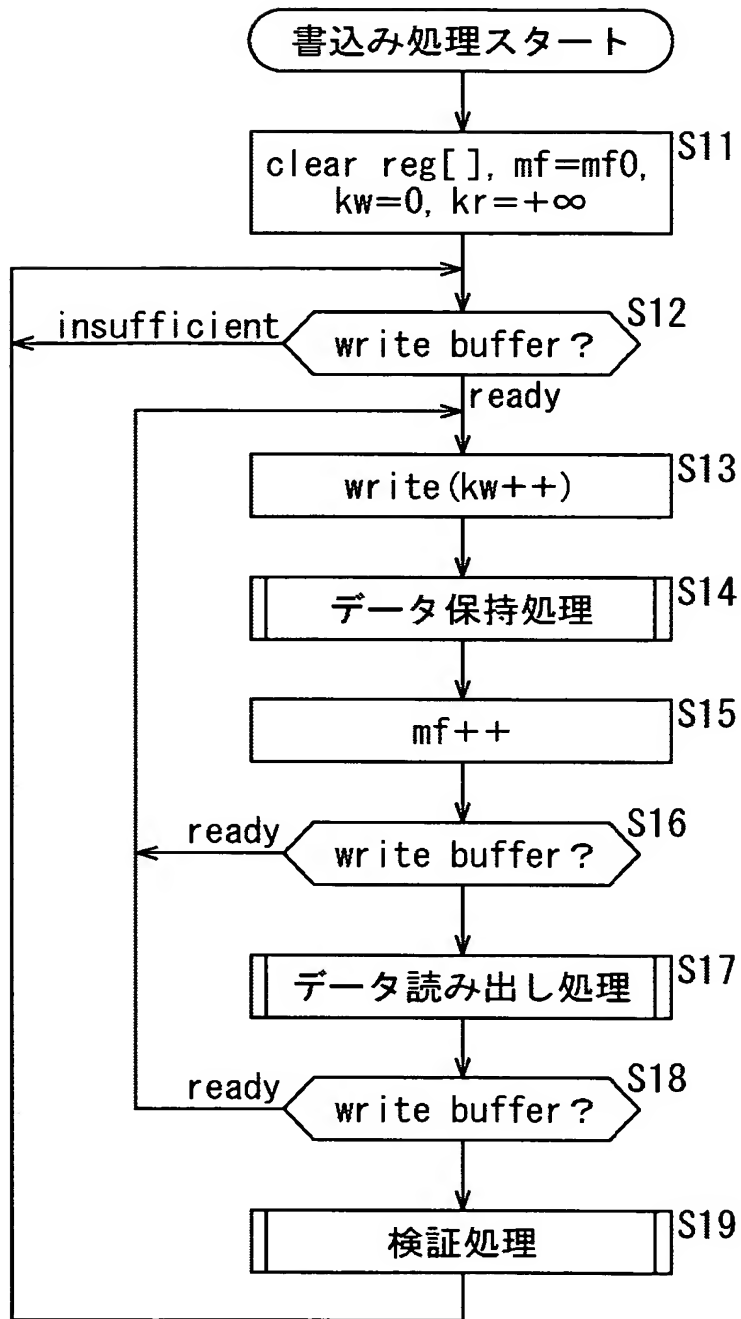 書込み処理スタート
S11
clear reg[ ], mf=mf0,
kw=0, kr=+∞
S12
insufficient
write buffer?
ready
S13
write(kw++)
S14
データ保持処理
S15
mf++
S16
ready
write buffer?
S17
データ読み出し処理
S18
ready
write buffer?
S19
検証処理